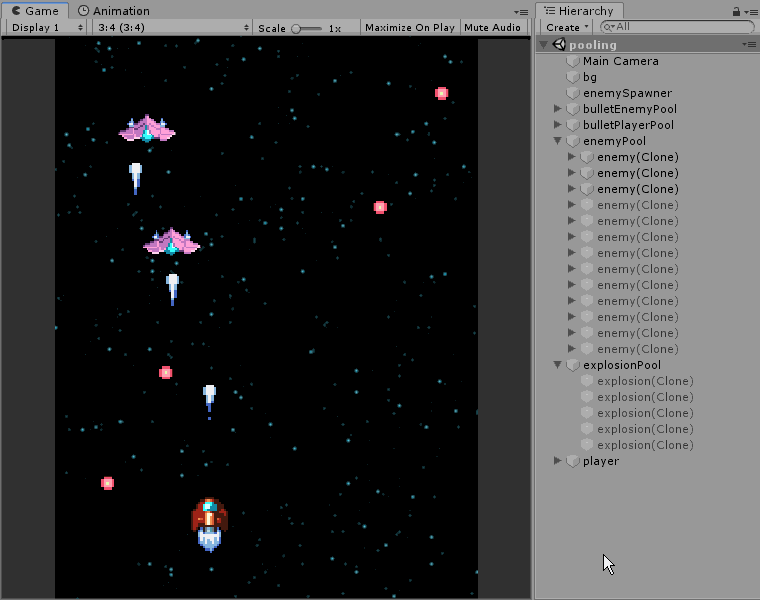 Game Animation
Display 1 3:4 (3:4) Scale 1x Maximize On Play Mute Audio
Hierarchy
Create All
pooling
Main Camera
bg
enemySpawner
bulletEnemyPool
bulletPlayerPool
enemyPool
enemy(Clone)
enemy(Clone)
enemy(Clone)
enemy(Clone)
enemy(Clone)
enemy(Clone)
enemy(Clone)
enemy(Clone)
enemy(Clone)
enemy(Clone)
enemy(Clone)
enemy(Clone)
enemy(Clone)
explosionPool
explosion(Clone)
explosion(Clone)
explosion(Clone)
explosion(Clone)
explosion(Clone)
player